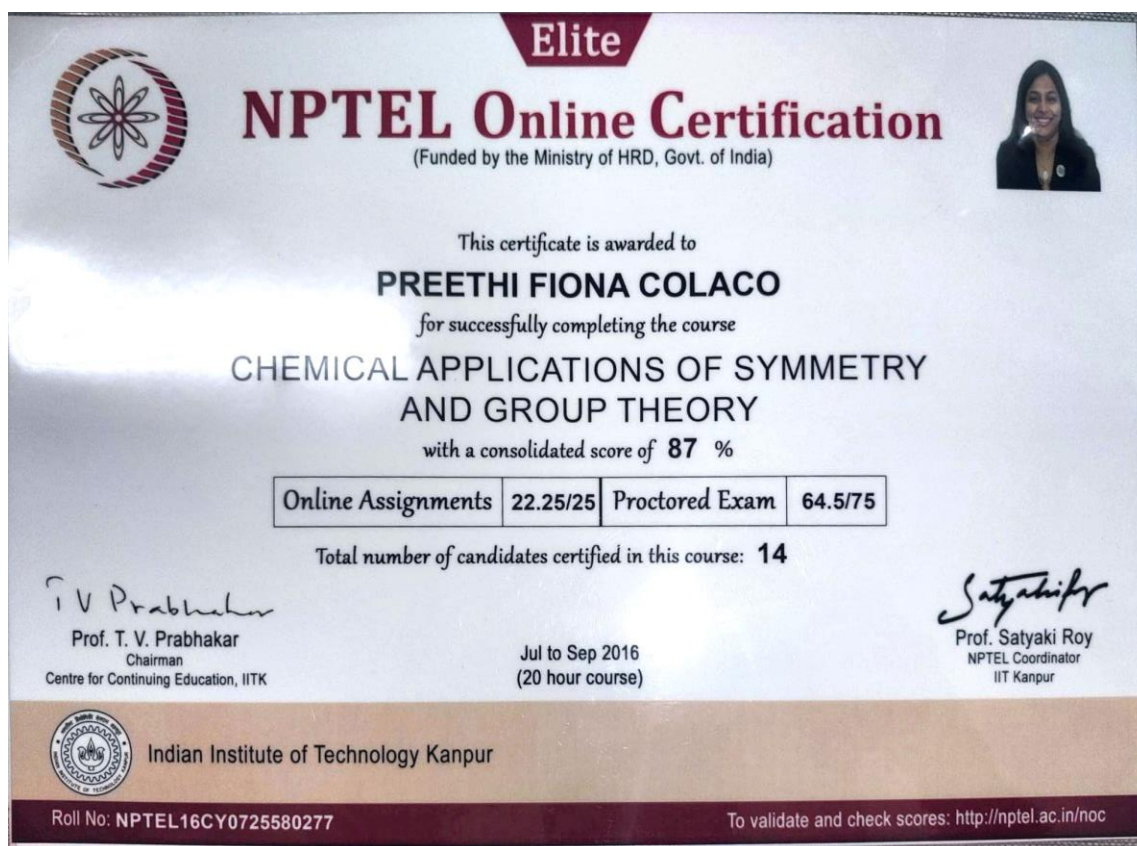 Elite
NPTEL Online Certification
(Funded by the Ministry of HRD, Govt. of India)
This certificate is awarded to
PREETHI FIONA COLACO
for successfully completing the course
CHEMICAL APPLICATIONS OF SYMMETRY
AND GROUP THEORY
with a consolidated score of 87 %
Online Assignments 22.25/25 Proctored Exam 64.5/75
Total number of candidates certified in this course: 14
T V Prabhakar
Prof. T. V. Prabhakar
Chairman
Centre for Continuing Education, IITK
Jul to Sep 2016
(20 hour course)
Prof. Satyaki Roy
NPTEL Coordinator
IIT Kanpur
Indian Institute of Technology Kanpur
Roll No: NPTEL16CY0725580277
To validate and check scores: http://nptel.ac.in/noc